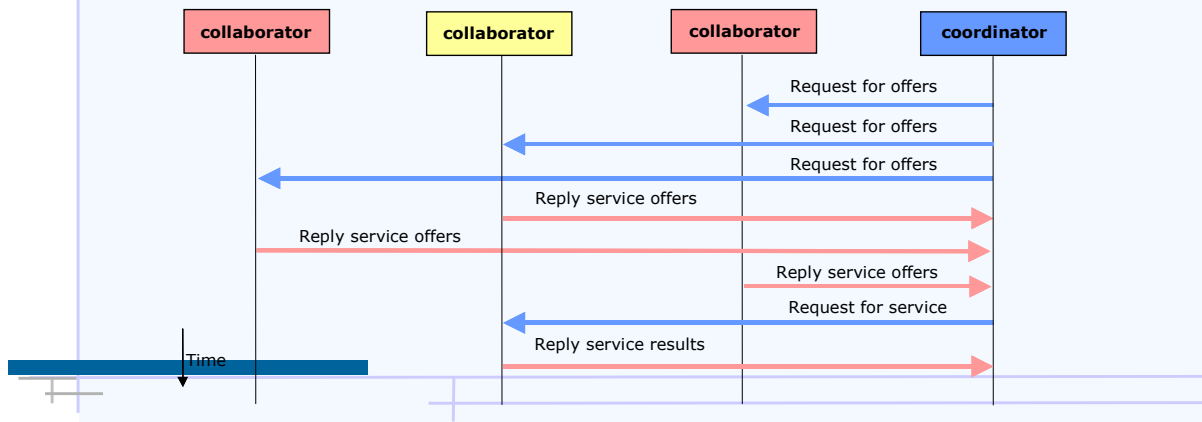 collaborator
collaborator
collaborator
coordinator
Request for offers
Request for offers
Request for offers
Reply service offers
Reply service offers
Reply service offers
Request for service
Reply service results
Time